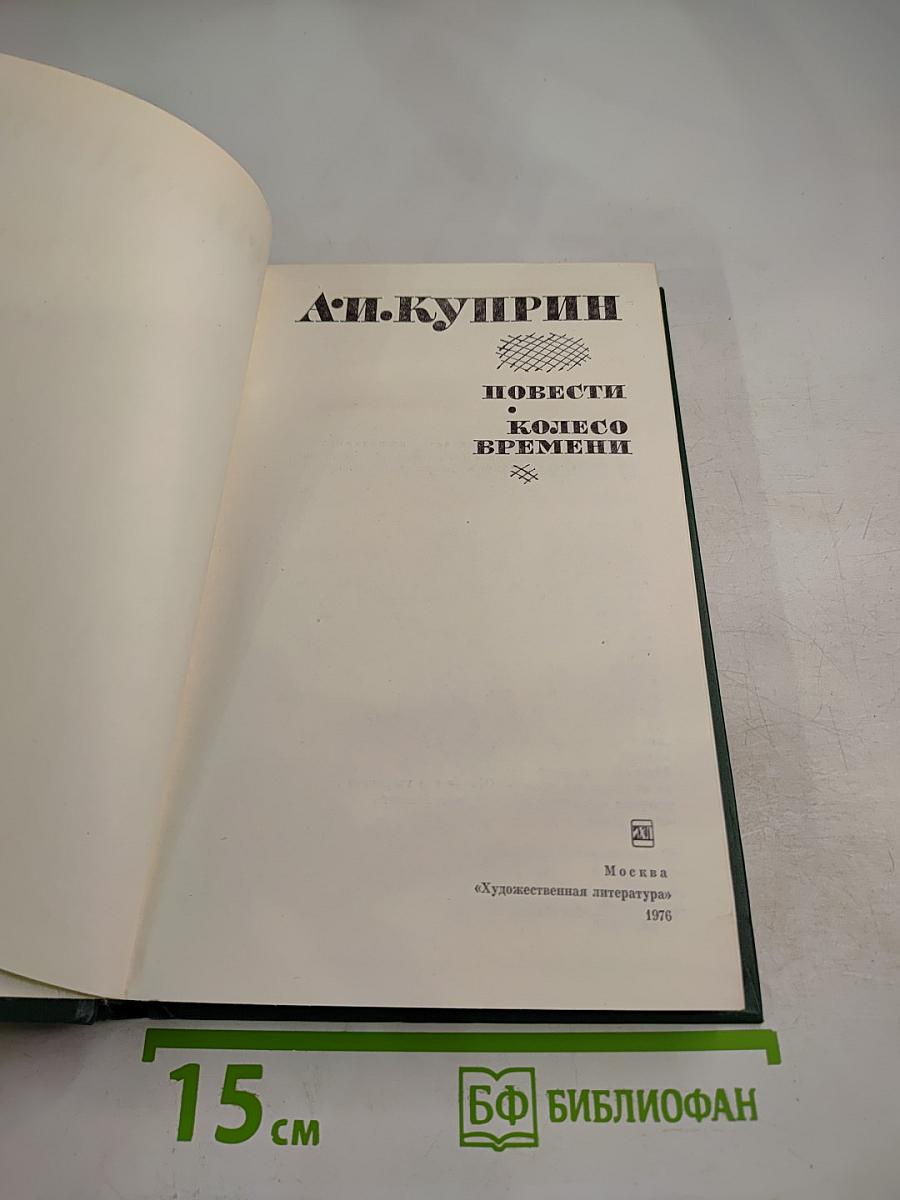 А·И·КУПРИН
ПОВЕСТИ
·
КОЛЕСО
ВРЕМЕНИ
Москва
«Художественная литература»
1976
15 см
БФ БИБЛИОФАН